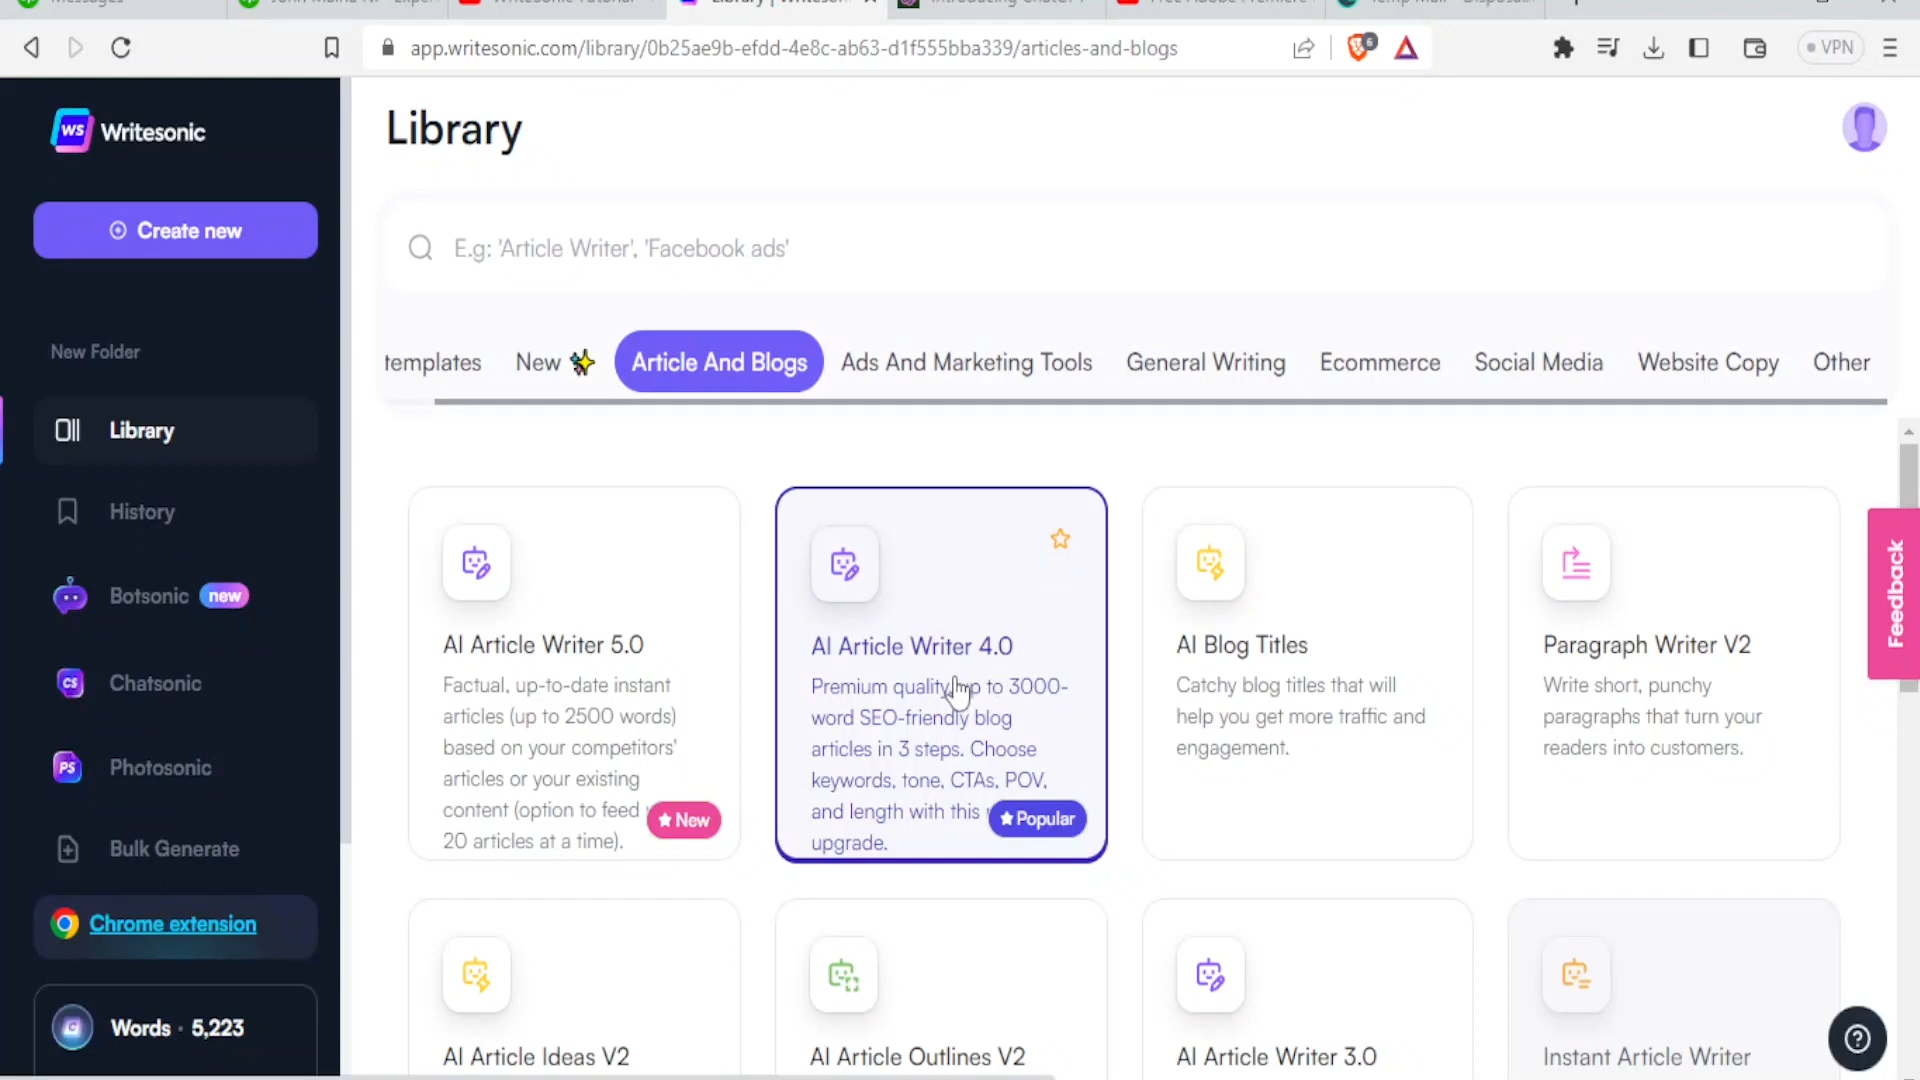 Library | Writeson
Introducing ChatGPT
app.writesonic.com/library/0b25ae9b-efdd-4e8c-ab63-d1f555bba339/articles-and-blogs
6
VPN
WS Writesonic
Library
Create new
E.g: 'Article Writer', 'Facebook ads'
New Folder
templates New Article And Blogs Ads And Marketing Tools General Writing Ecommerce Social Media Website Copy Other
Library
History
Botsonic new
CS Chatsonic
PS Photosonic
Bulk Generate
Chrome extension
Words · 5,223
AI Article Writer 5.0
Factual, up-to-date instant
articles (up to 2500 words)
based on your competitors'
articles or your existing
content (option to feed
20 articles at a time).
New
AI Article Writer 4.0
Premium quality, up to 3000-
word SEO-friendly blog
articles in 3 steps. Choose
keywords, tone, CTAs, POV,
and length with this
upgrade.
Popular
AI Blog Titles
Catchy blog titles that will
help you get more traffic and
engagement.
Paragraph Writer V2
Write short, punchy
paragraphs that turn your
readers into customers.
Feedback
AI Article Ideas V2
AI Article Outlines V2
AI Article Writer 3.0
Instant Article Writer